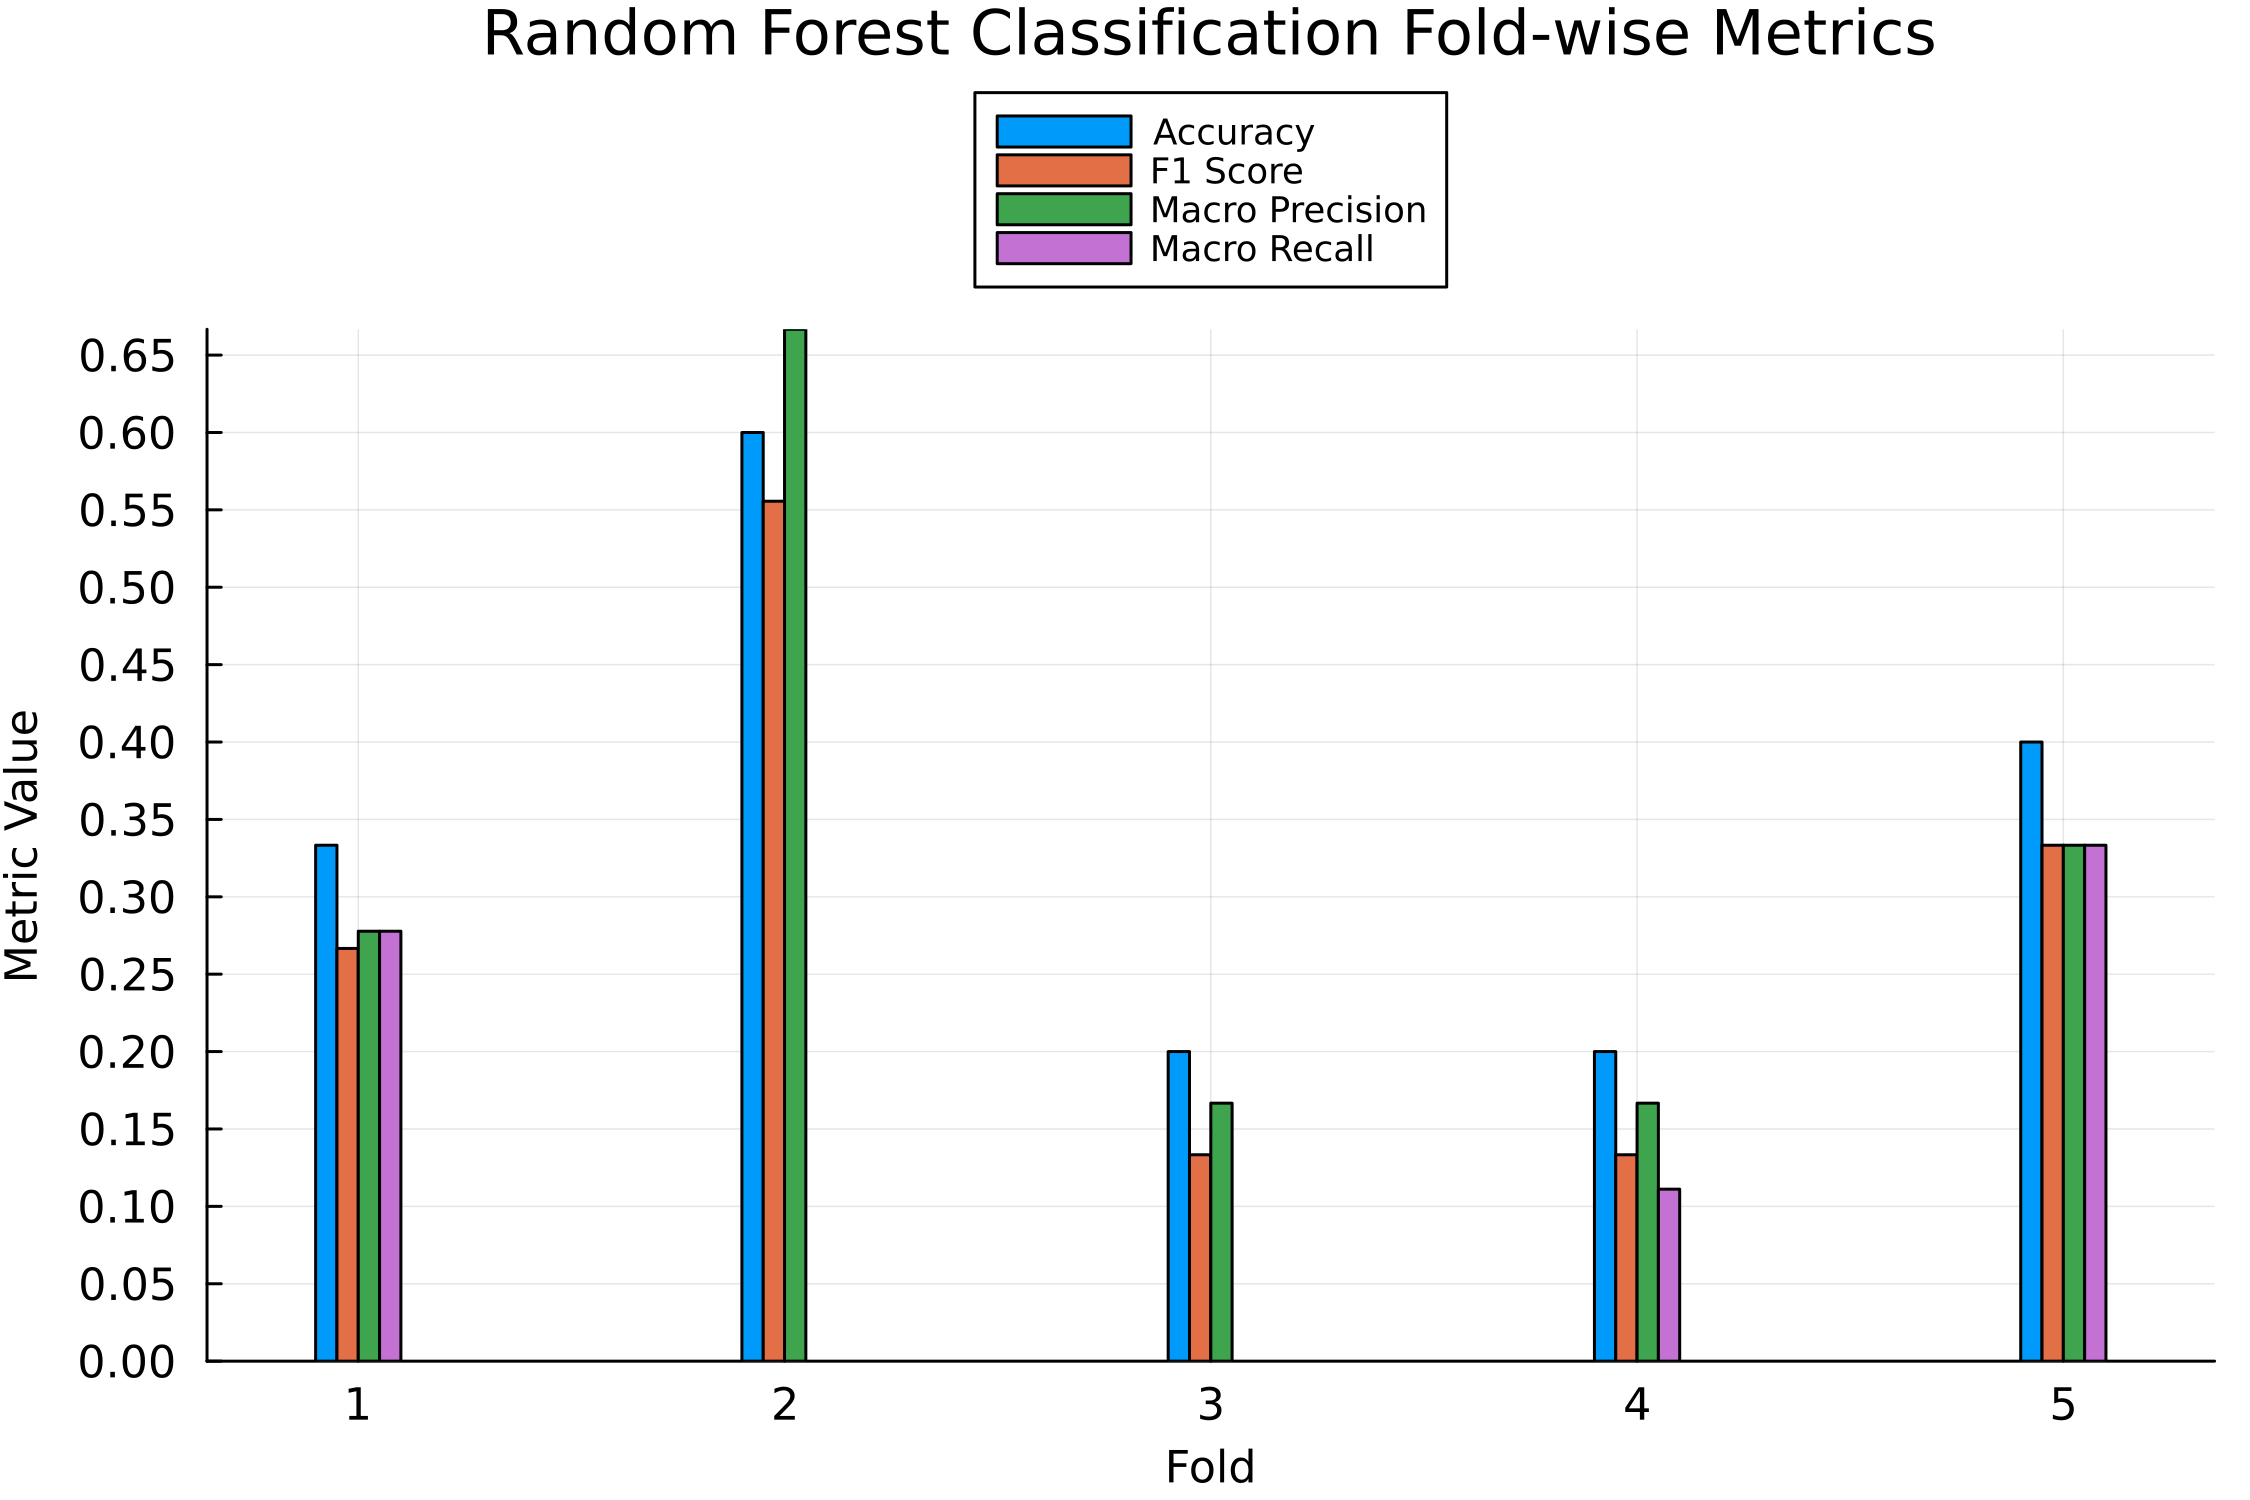 Random Forest Classification Fold-wise Metrics
Accuracy
F1 Score
Macro Precision
Macro Recall
0.65
0.60
0.55
0.50
0.45
0.40
0.35
0.30
0.25
0.20
0.15
0.10
0.05
0.00
Metric Value
1 2 3 4 5
Fold